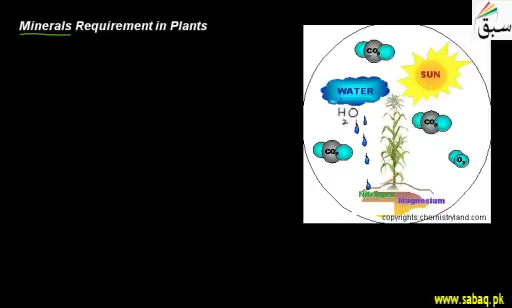 Minerals Requirement in Plants
سبق
CO2
SUN
WATER
H2O
CO2
CO2
O2
Nitrogen
Magnesium
copyrights:chemistryland.com
www.sabaq.pk